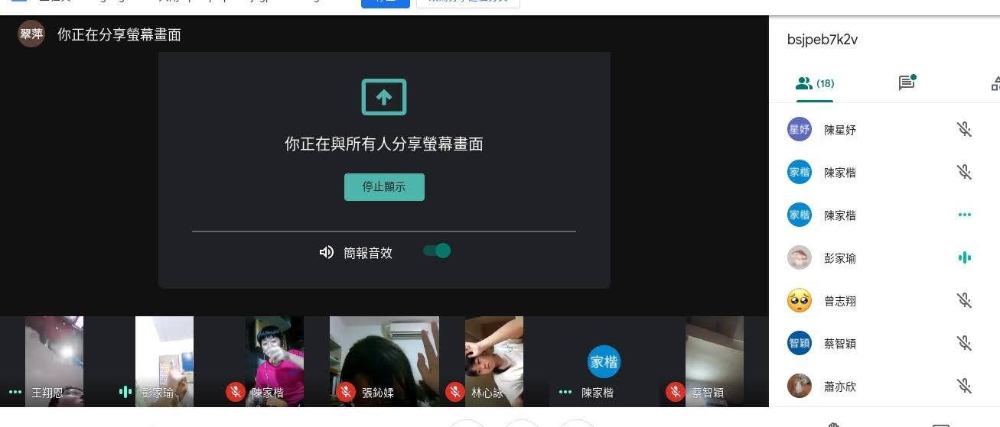 翠萍 你正在分享螢幕畫面
你正在與所有人分享螢幕畫面
停止顯示
簡報音效
王翔恩
彭家瑜
陳家楷
張鈊媃
林心詠
家楷
陳家楷
蔡智穎
bsjpeb7k2v
(18)
星妤 陳星妤
家楷 陳家楷
家楷 陳家楷
彭家瑜
曾志翔
智穎 蔡智穎
蕭亦欣